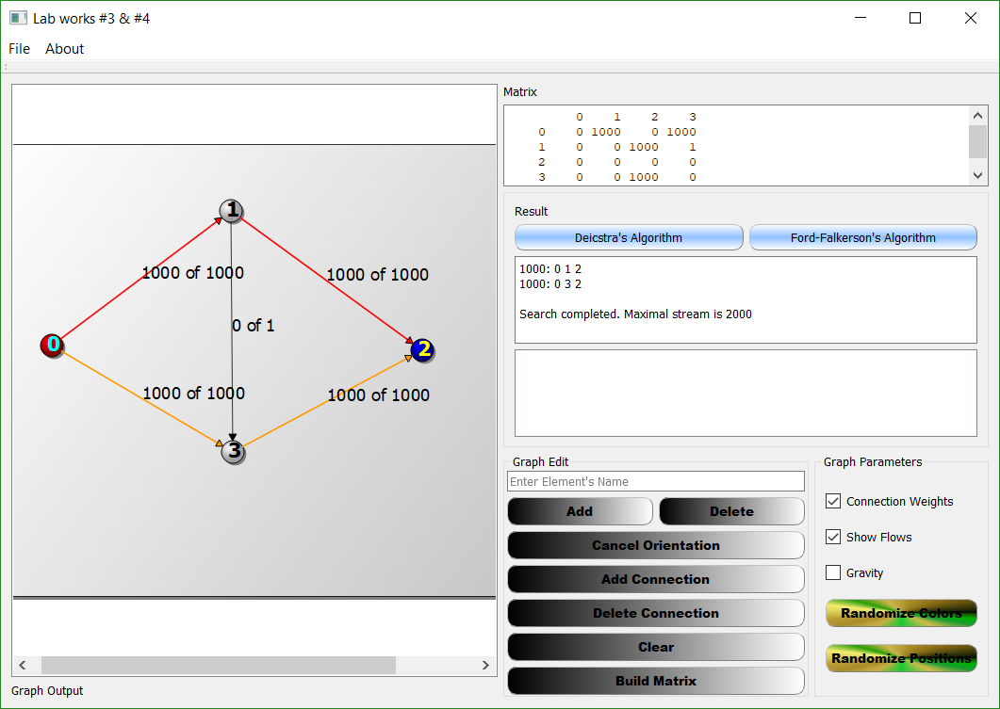 Lab works #3 & #4
File About
1
1000 of 1000
1000 of 1000
0 of 1
0
2
1000 of 1000
1000 of 1000
3
Graph Output
Matrix
0 1 2 3
0 0 1000 0 1000
1 0 0 1000 1
2 0 0 0 0
3 0 0 1000 0
Result
Deicstra's Algorithm
Ford-Falkerson's Algorithm
1000: 0 1 2
1000: 0 3 2
Search completed. Maximal stream is 2000
Graph Edit
Enter Element's Name
Add
Delete
Cancel Orientation
Add Connection
Delete Connection
Clear
Build Matrix
Graph Parameters
Connection Weights
Show Flows
Gravity
Randomize Colors
Randomize Positions